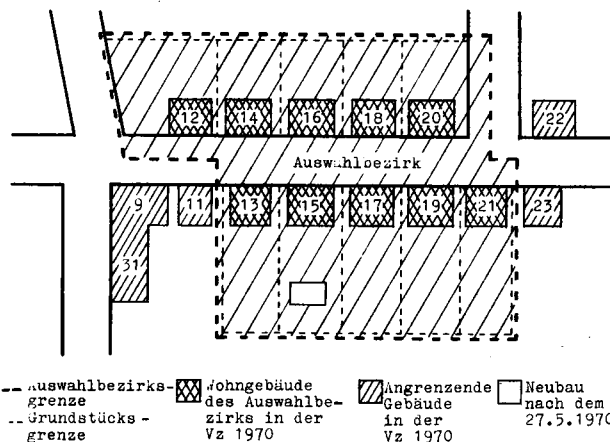 12 14 16 18 20 22
Auswahlbezirk
9 11 13 15 17 19 21 23
31
Auswahlbezirks-
grenze
Grundstücks-
grenze
Wohngebäude
des Auswahlbe-
zirks in der
Vz 1970
Angrenzende
Gebäude
in der
Vz 1970
Neubau
nach dem
27.5.1970